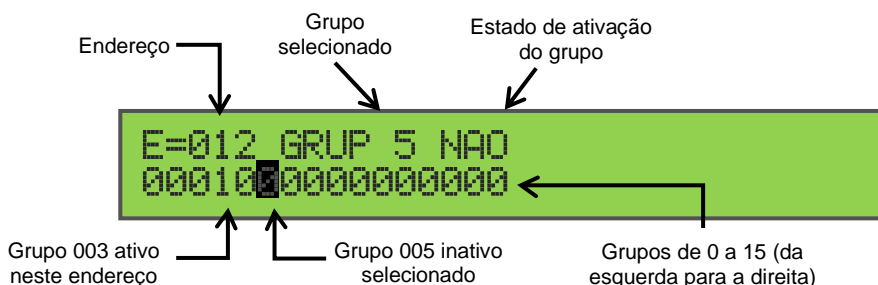 Endereço
Grupo
selecionado
Estado de ativação
do grupo
E=012 GRUP 5 NAO
0001000000000000
Grupo 003 ativo
neste endereço
Grupo 005 inativo
selecionado
Grupos de 0 a 15 (da
esquerda para a direita)